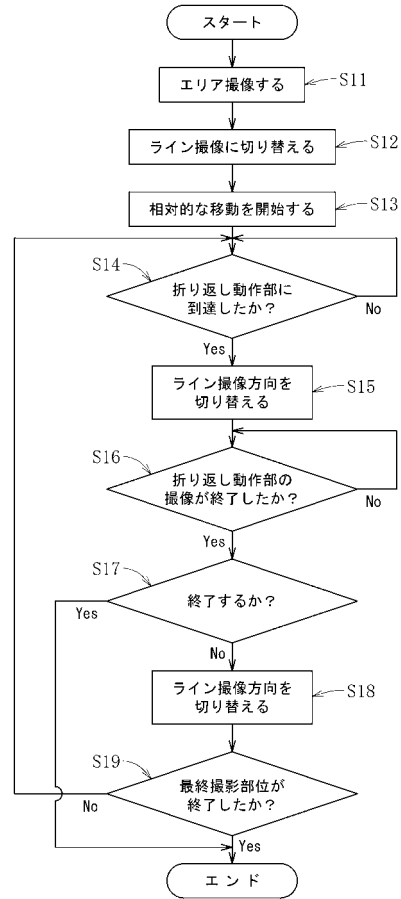 スタート
エリア撮像する
S11
ライン撮像に切り替える
S12
相対的な移動を開始する
S13
S14
折り返し動作部に
到達したか？
No
Yes
ライン撮像方向を
切り替える
S15
S16
折り返し動作部の
撮像が終了したか？
No
Yes
S17
終了するか？
Yes
No
ライン撮像方向を
切り替える
S18
S19
最終撮影部位が
終了したか？
No
Yes
エンド